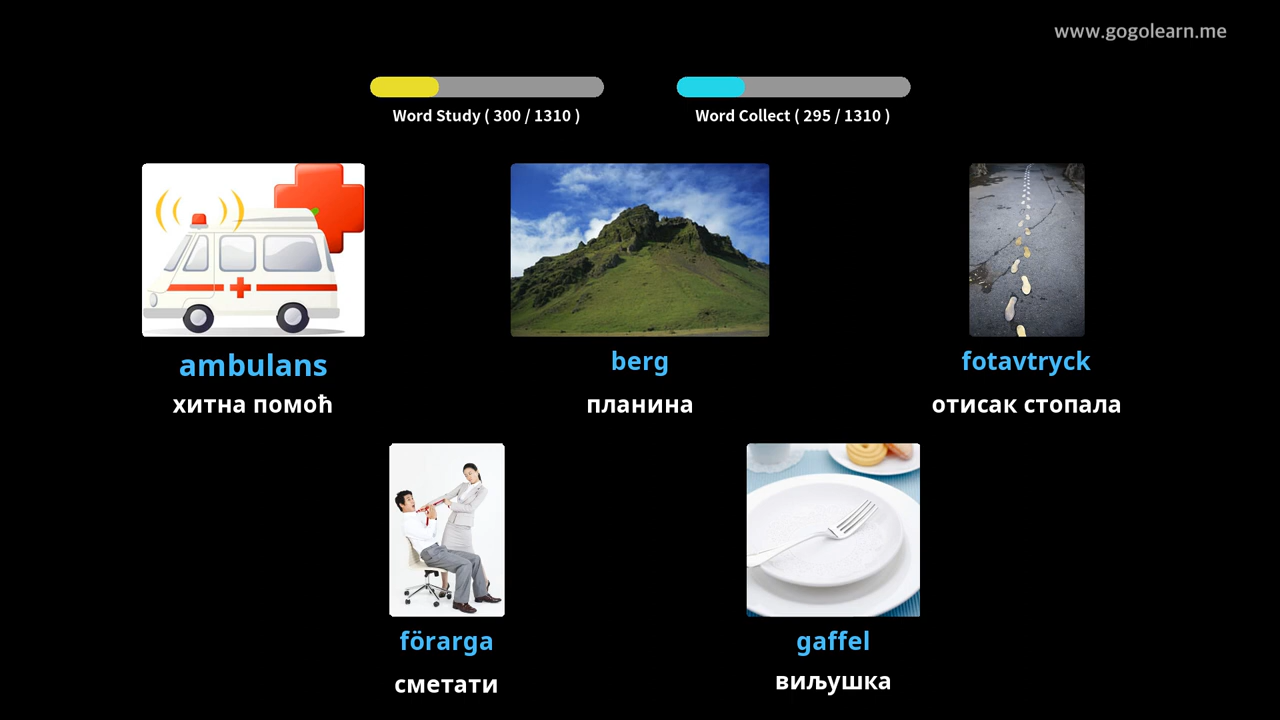 www.gogolearn.me
Word Study ( 300 / 1310 )
Word Collect ( 295 / 1310 )
ambulans
berg
fotavtryck
хитна помоћ
планина
отисак стопала
förarga
gaffel
сметати
виљушка